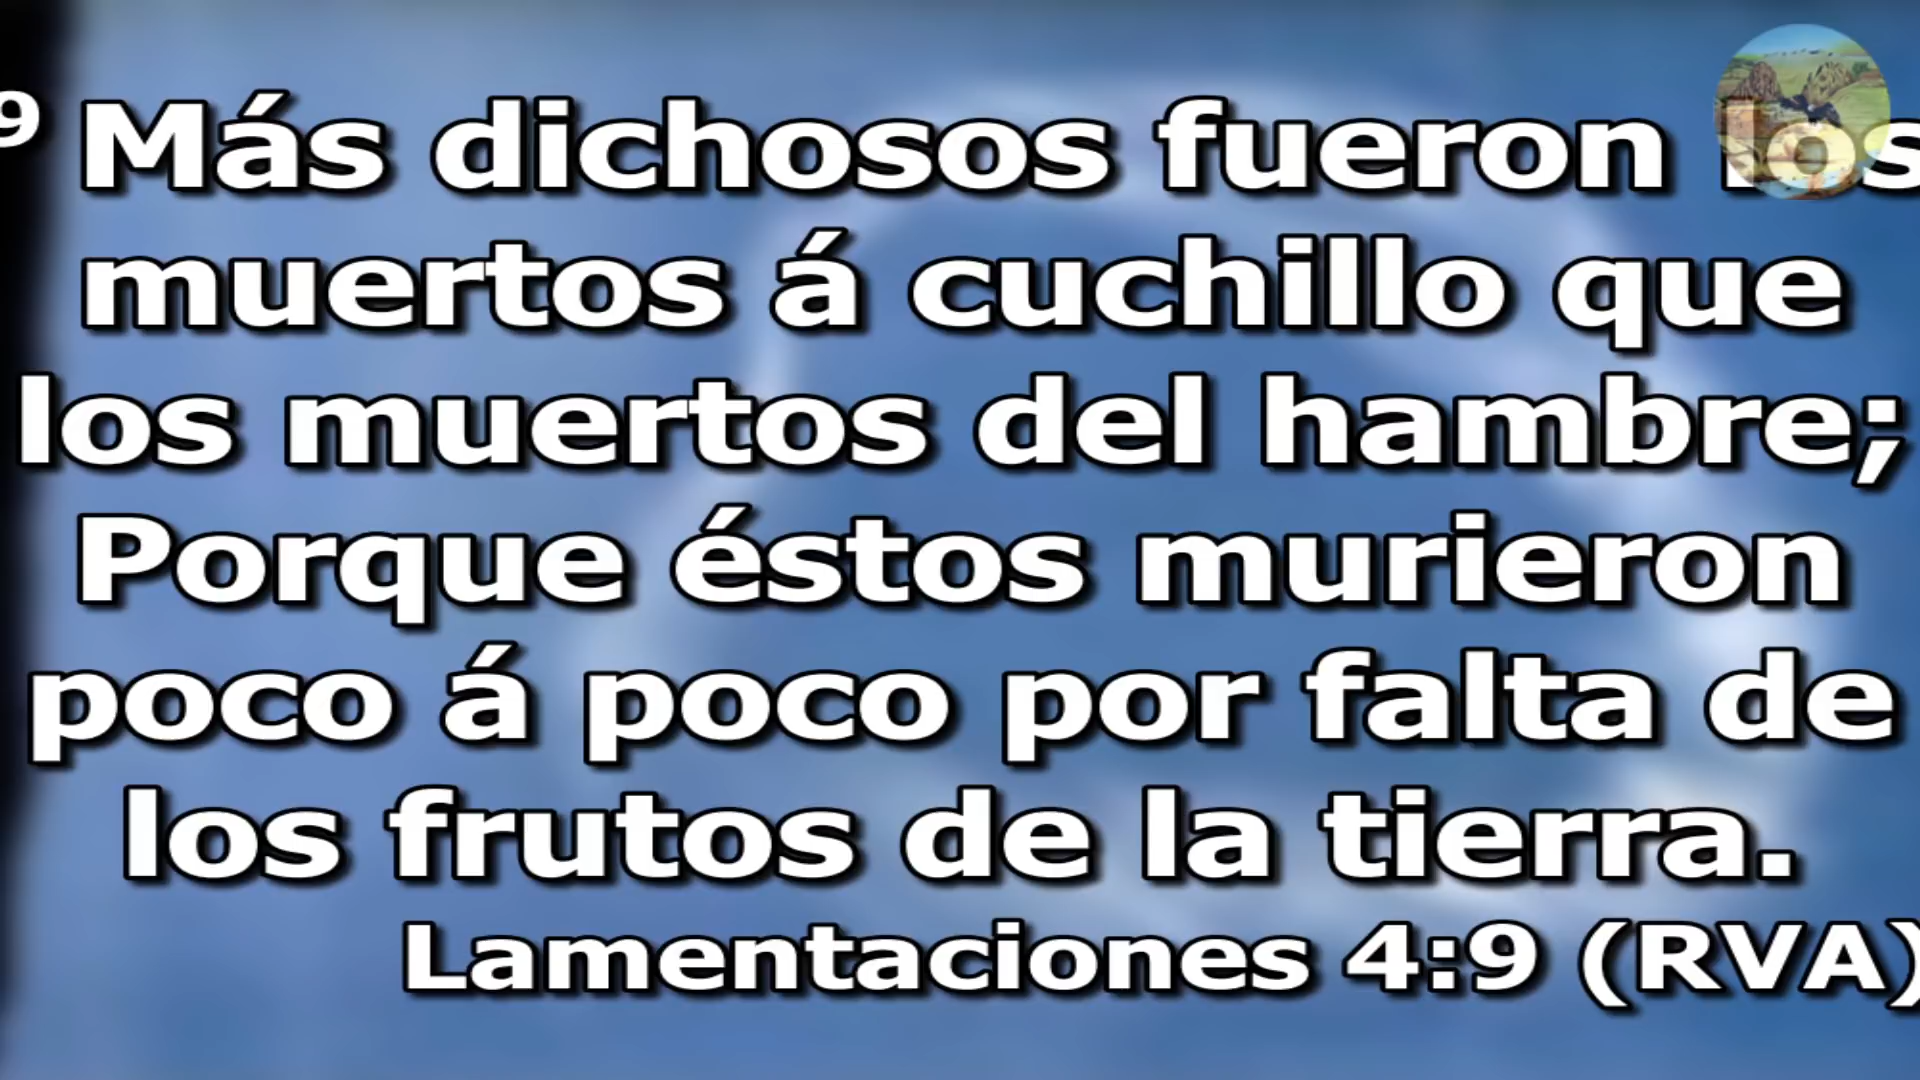 9 Más dichosos fueron los
muertos á cuchillo que
los muertos del hambre;
Porque éstos murieron
poco á poco por falta de
los frutos de la tierra.
Lamentaciones 4:9 (RVA)